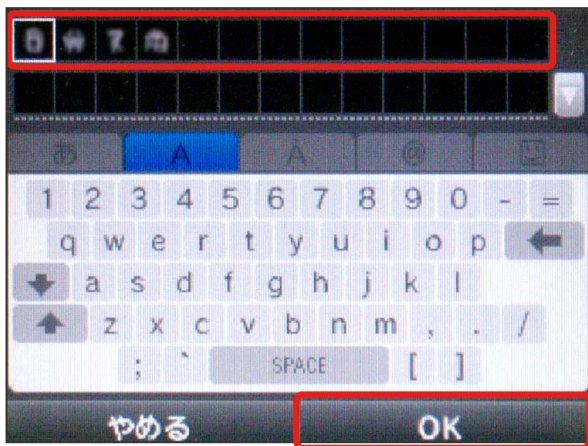 あ A À @
1 2 3 4 5 6 7 8 9 0 - =
q w e r t y u i o p
a s d f g h j k l
z x c v b n m , . /
; ` SPACE [ ]
やめる OK